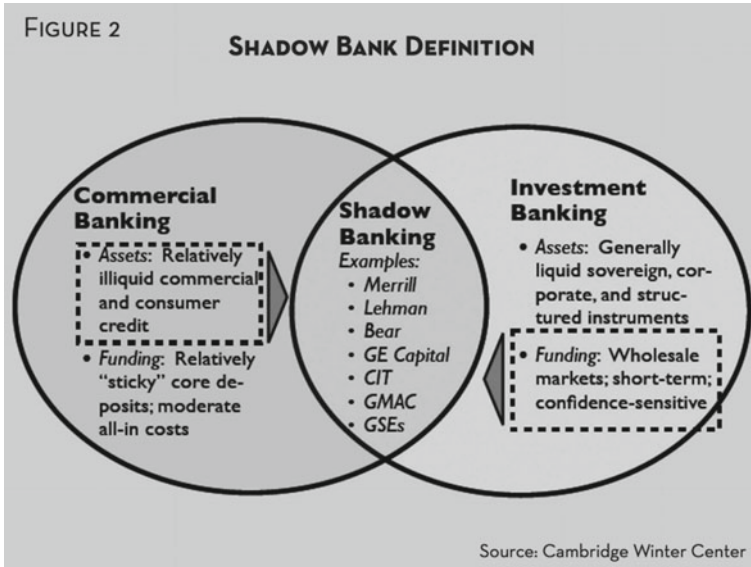 FIGURE 2
SHADOW BANK DEFINITION
Commercial
Banking
• Assets: Relatively
illiquid commercial
and consumer
credit
• Funding: Relatively
“sticky” core de-
posits; moderate
all-in costs
Shadow
Banking
Examples:
• Merrill
• Lehman
• Bear
• GE Capital
• CIT
• GMAC
• GSEs
Investment
Banking
• Assets: Generally
liquid sovereign, cor-
porate, and struc-
tured instruments
• Funding: Wholesale
markets; short-term;
confidence-sensitive
Source: Cambridge Winter Center